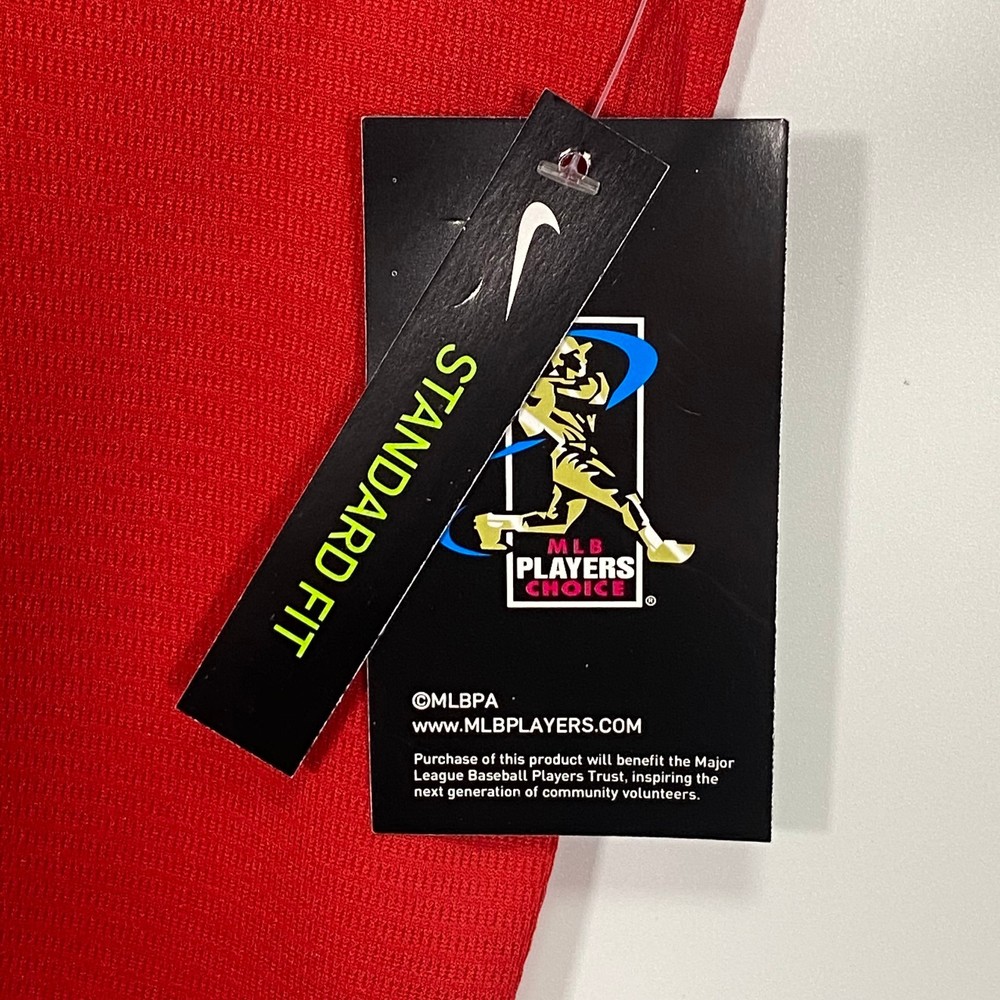 STANDARD FIT
MLB
PLAYERS
CHOICE
®
©MLBPA
www.MLBPLAYERS.COM
Purchase of this product will benefit the Major
League Baseball Players Trust, inspiring the
next generation of community volunteers.